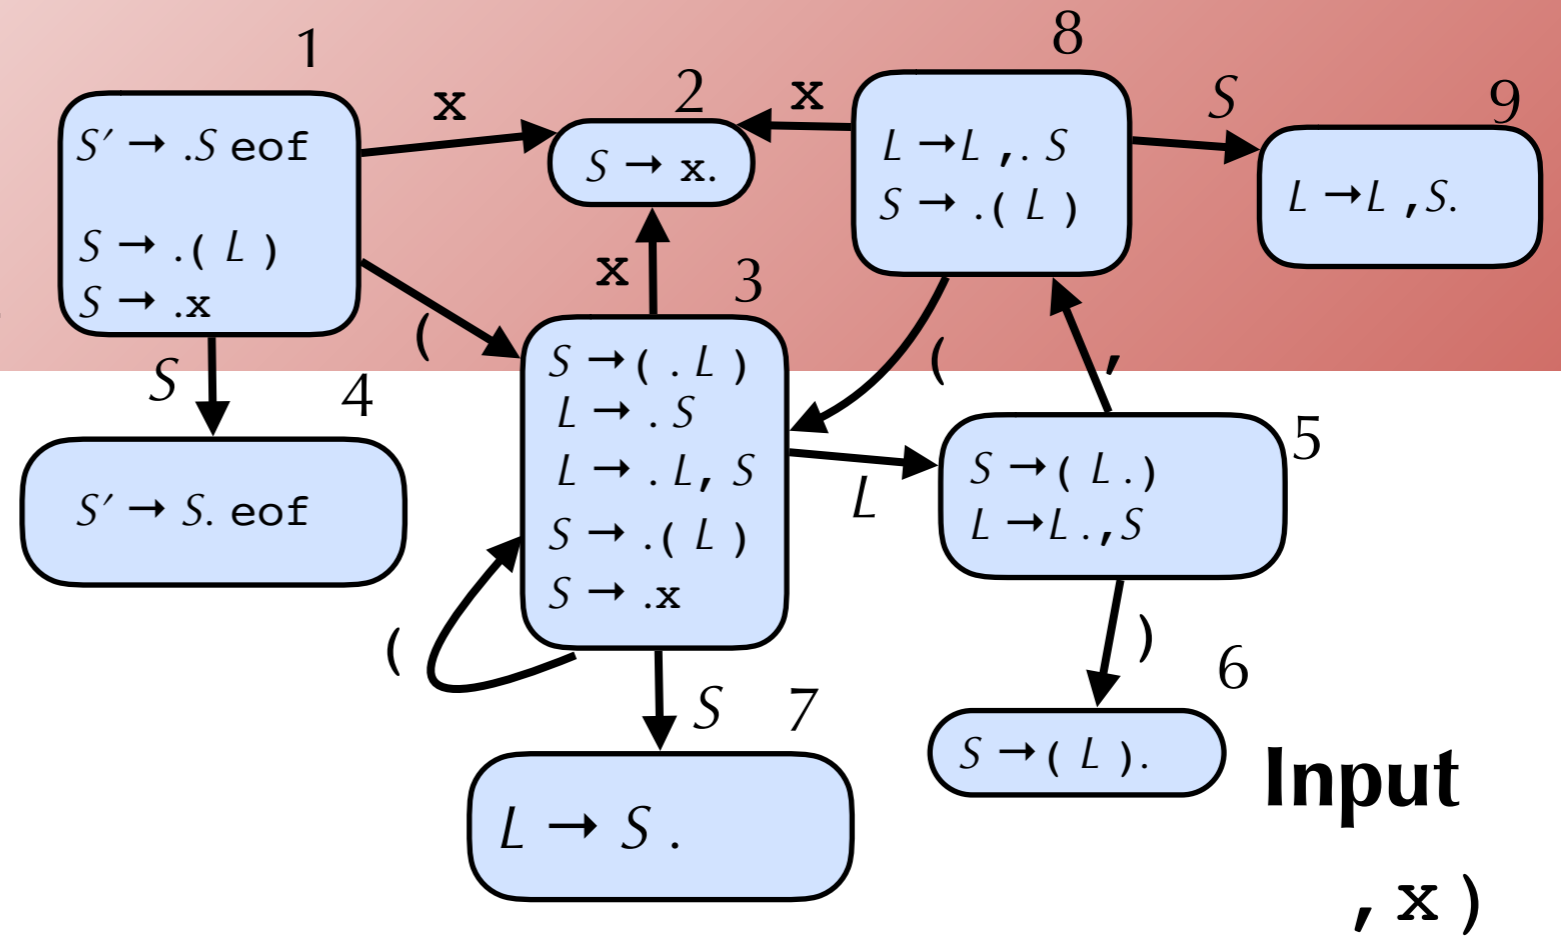 1
S′ → .S eof
S → .( L )
S → .x
x
2
S → x.
x
8
L →L ,. S
S → .( L )
S
9
L →L ,S.
(
x
3
S →( . L )
L → . S
L → . L, S
S → .( L )
S → .x
(
,
S
4
S′ → S. eof
L
5
S →( L .)
L →L .,S
(
S
7
L → S .
)
6
S →( L ).
Input
,x)